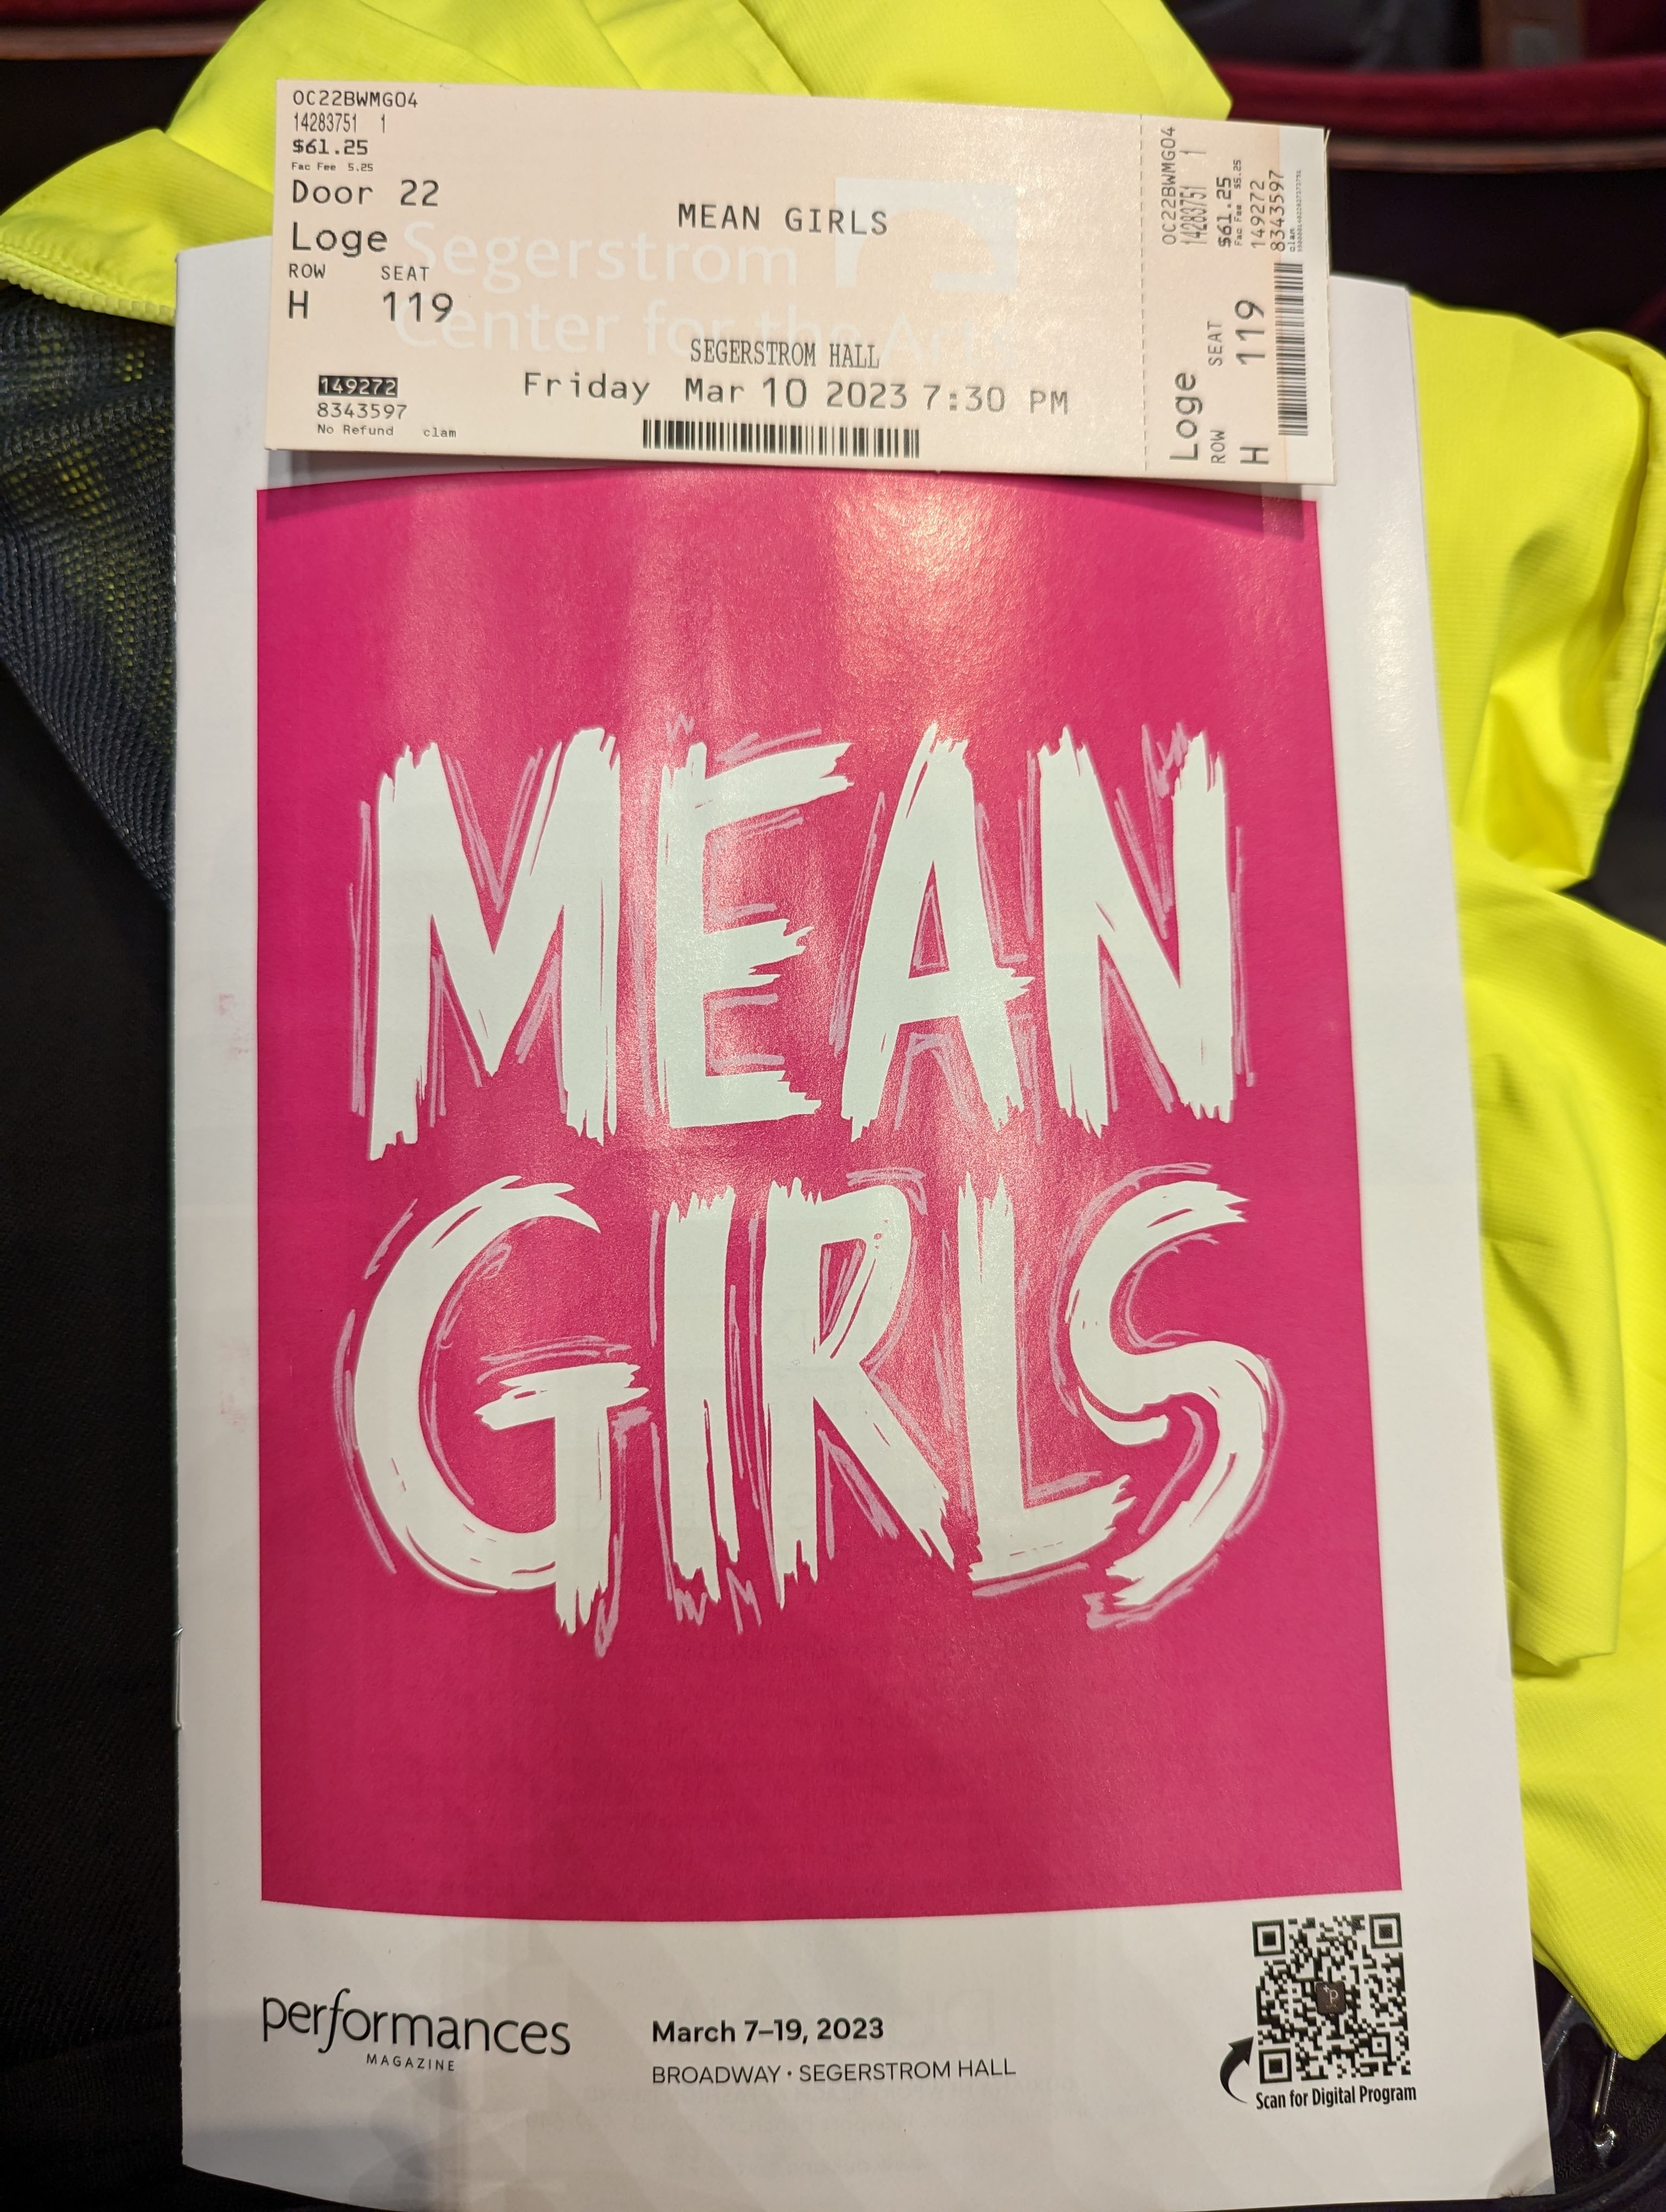 OC22BWMG04
14283751 1
$61.25
Fac Fee 5.25
Door 22
Loge
ROW SEAT
H 119
149272
8343597
No Refund clam
MEAN GIRLS
Segerstrom
Center for the Arts
SEGERSTROM HALL
Friday Mar 10 2023 7:30 PM
OC22BWMG04
14283751 1
$61.25
Fac Fee $5.25
149272
8343597
clam
Loge
ROW SEAT
H 119
MEAN
GIRLS
performances
MAGAZINE
March 7–19, 2023
BROADWAY • SEGERSTROM HALL
P
Scan for Digital Program